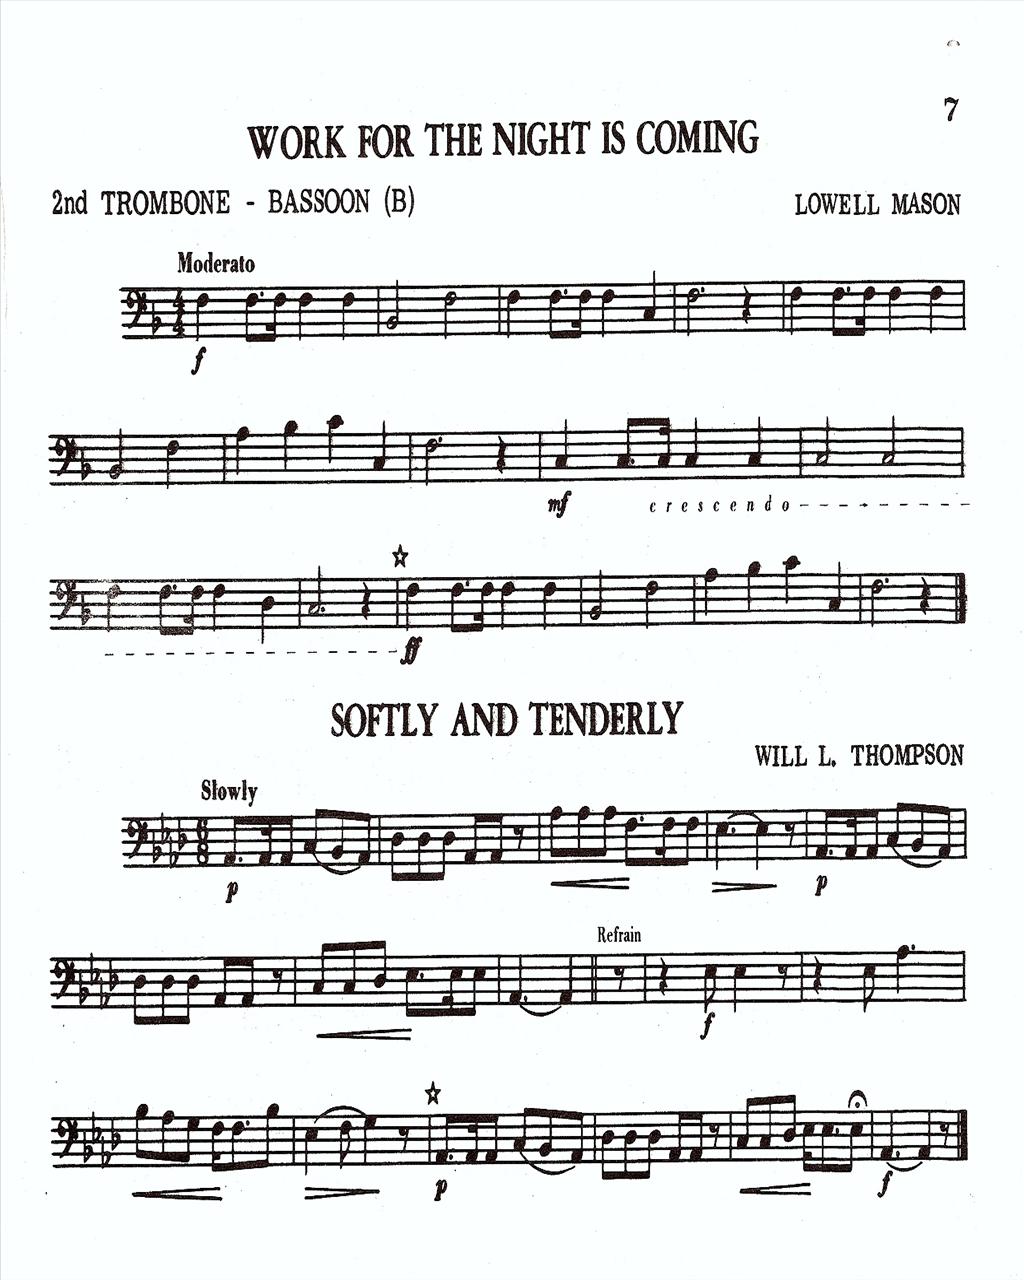 7
WORK FOR THE NIGHT IS COMING
2nd TROMBONE - BASSOON (B)
LOWELL MASON
Moderato
f
mf crescendo
ff
SOFTLY AND TENDERLY
WILL L. THOMPSON
Slowly
p p
Refrain
f
p f